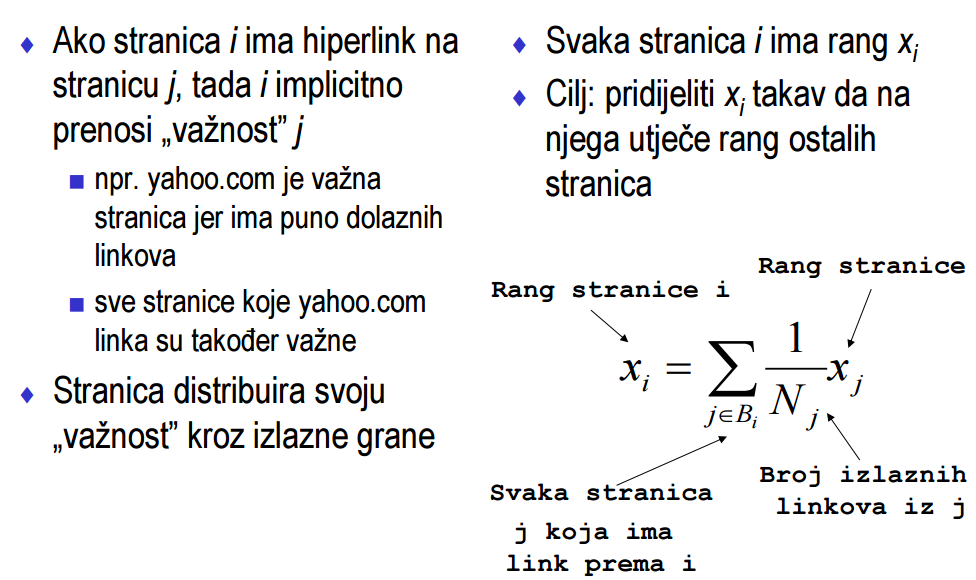 Ako stranica i ima hiperlink na
stranicu j, tada i implicitno
prenosi „važnost” j
npr. yahoo.com je važna
stranica jer ima puno dolaznih
linkova
sve stranice koje yahoo.com
linka su također važne
Stranica distribuira svoju
„važnost” kroz izlazne grane
Svaka stranica i ima rang xᵢ
Cilj: pridijeliti xᵢ takav da na
njega utječe rang ostalih
stranica
Rang stranice
Rang stranice i
xᵢ = ∑_{j∈Bᵢ} 1/Nⱼ xⱼ
Broj izlaznih
linkova iz j
Svaka stranica
j koja ima
link prema i